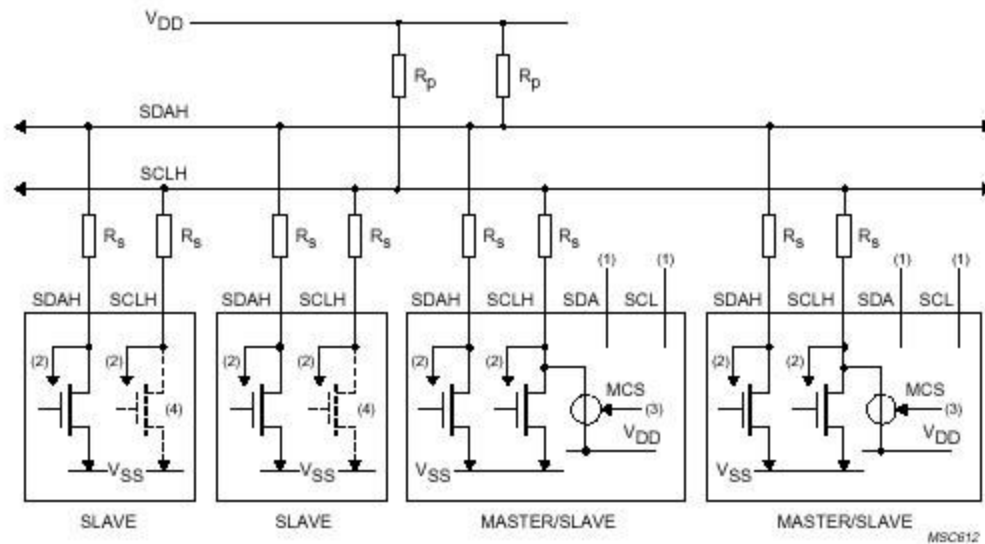 VDD
Rp Rp
SDAH
SCLH
Rs Rs Rs Rs Rs Rs Rs Rs
(1) (1) (1) (1)
SDAH SCLH SDAH SCLH SDAH SCLH SDA SCL SDAH SCLH SDA SCL
(2) (2) (2) (2) (2) (2) (2) (2)
MCS MCS
(4) (4) (3) (3)
VDD VDD
VSS VSS VSS VSS
SLAVE SLAVE MASTER/SLAVE MASTER/SLAVE
MSC612